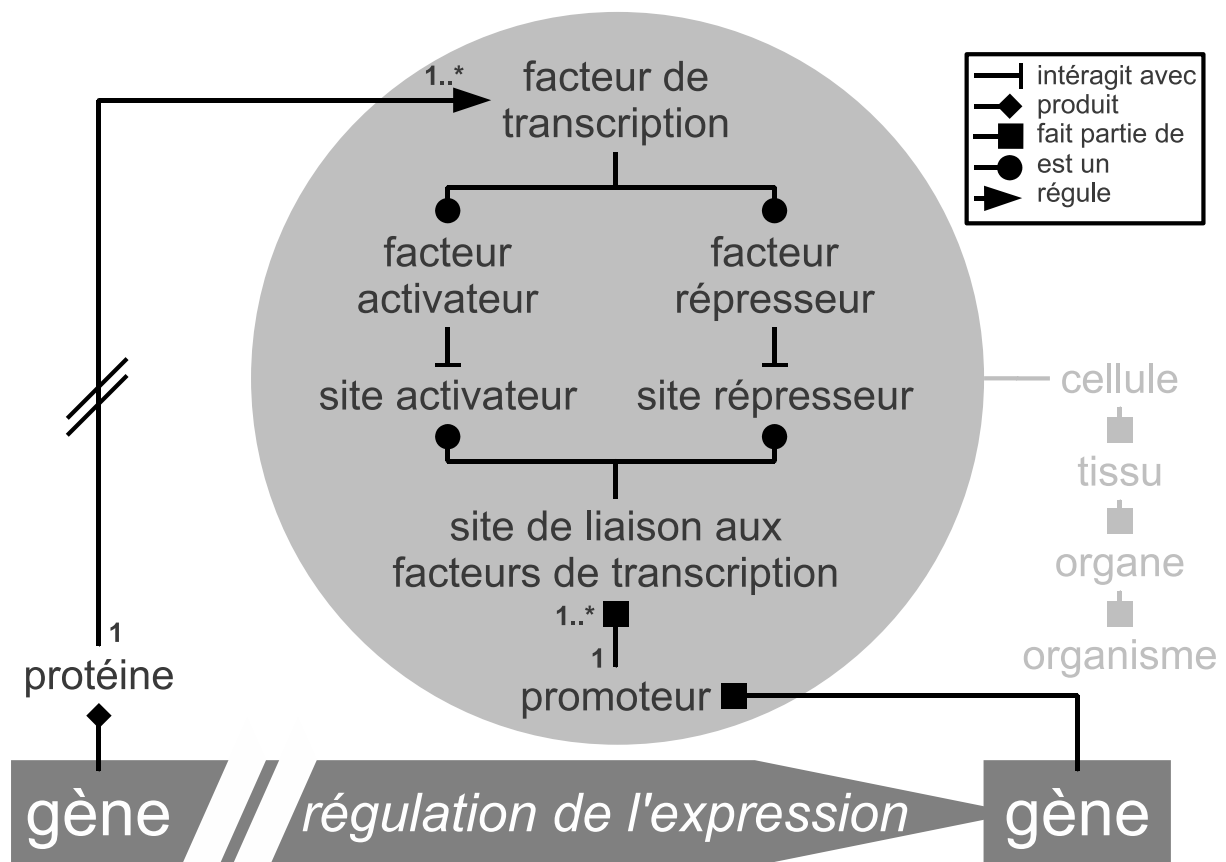 1..*
facteur de
transcription
intéragit avec
produit
fait partie de
est un
régule
facteur
activateur
facteur
répresseur
site activateur
site répresseur
cellule
tissu
organe
organisme
site de liaison aux
facteurs de transcription
1..*
1
promoteur
1
protéine
gène
régulation de l'expression
gène